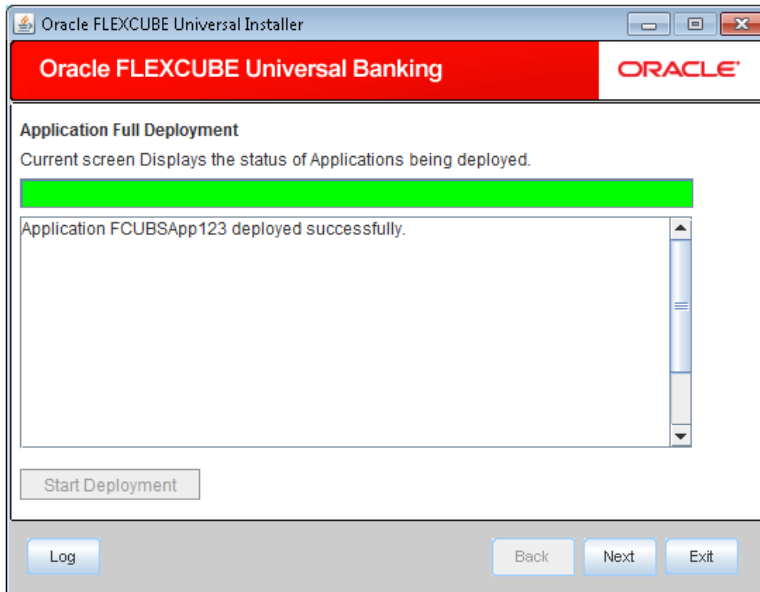 Oracle FLEXCUBE Universal Installer
Oracle FLEXCUBE Universal Banking
ORACLE
Application Full Deployment
Current screen Displays the status of Applications being deployed.
Application FCUBSApp123 deployed successfully.
Start Deployment
Log Back Next Exit